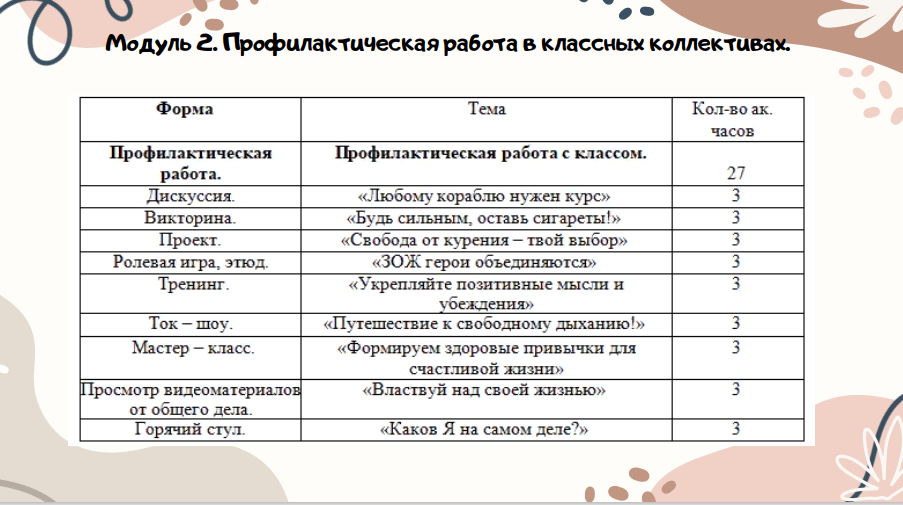 Модуль 2. Профилактическая работа в классных коллективах.
Форма Тема Кол-во ак.
часов
Профилактическая Профилактическая работа с классом.
работа. 27
Дискуссия. «Любому кораблю нужен курс» 3
Викторина. «Будь сильным, оставь сигареты!» 3
Проект. «Свобода от курения – твой выбор» 3
Ролевая игра, этюд. «ЗОЖ герои объединяются» 3
Тренинг. «Укрепляйте позитивные мысли и 3
убеждения»
Ток – шоу. «Путешествие к свободному дыханию!» 3
Мастер – класс. «Формируем здоровые привычки для 3
счастливой жизни»
Просмотр видеоматериалов «Властвуй над своей жизнью» 3
от общего дела.
Горячий стул. «Каков Я на самом деле?» 3